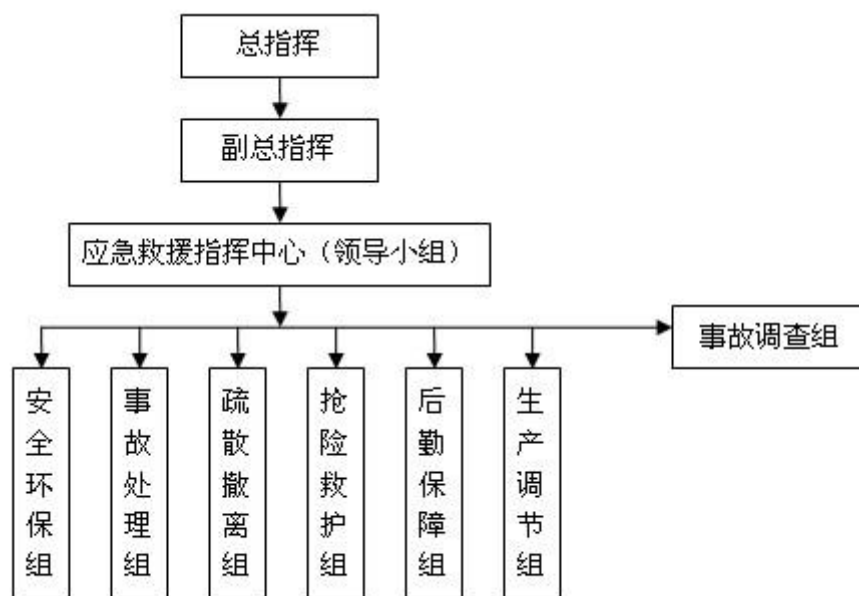 总指挥
副总指挥
应急救援指挥中心（领导小组）
事故调查组
安全环保组
事故处理组
疏散撤离组
抢险救护组
后勤保障组
生产调节组